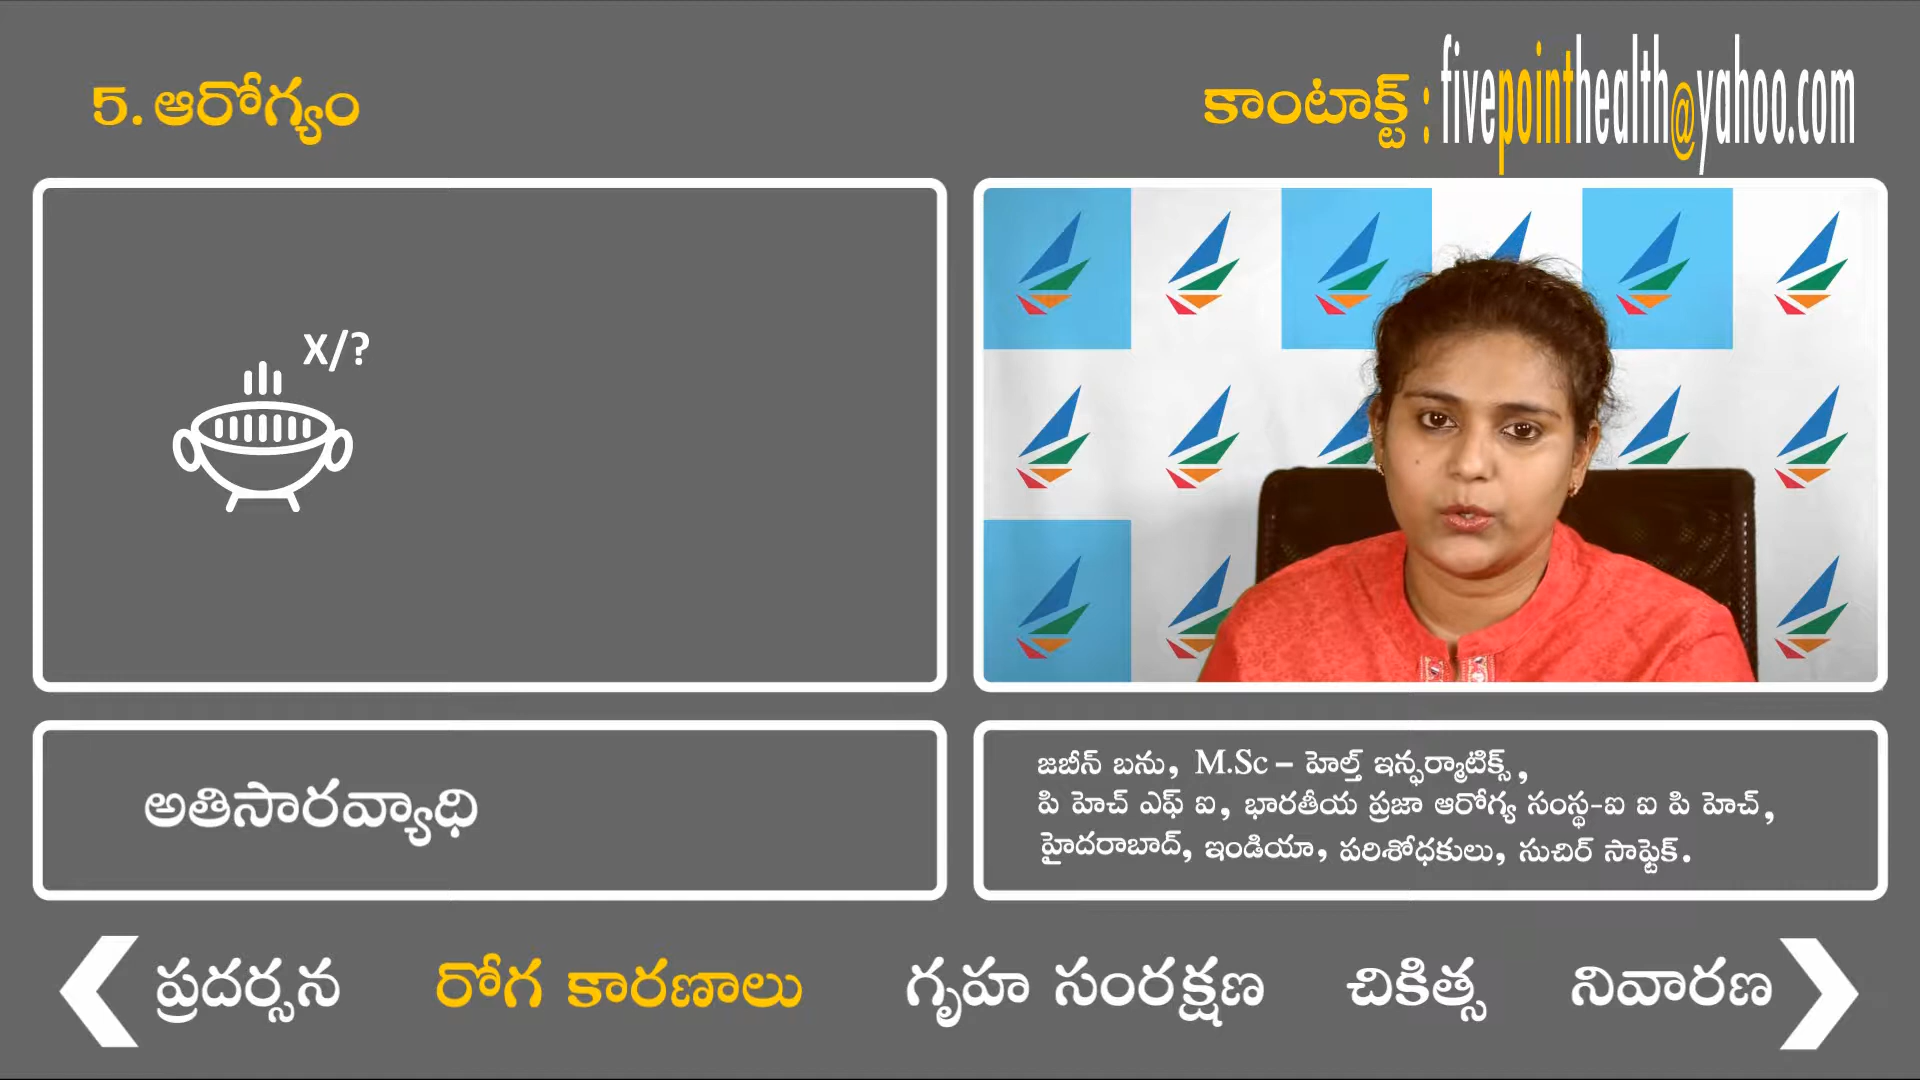 5. ఆరోగ్యం
కాంటాక్ట్ : fivepointhealth@yahoo.com
X/?
అతిసారవ్యాధి
జబీన్ బను, M.Sc – హెల్త్ ఇన్ఫర్మాటిక్స్,
పి హెచ్ ఎఫ్ ఐ, భారతీయ ప్రజా ఆరోగ్య సంస్థ-ఐ ఐ పి హెచ్,
హైదరాబాద్, ఇండియా, పరిశోధకులు, సుచిర్ సాఫ్టెక్.
ప్రదర్సన రోగ కారణాలు గృహ సంరక్షణ చికిత్స నివారణ